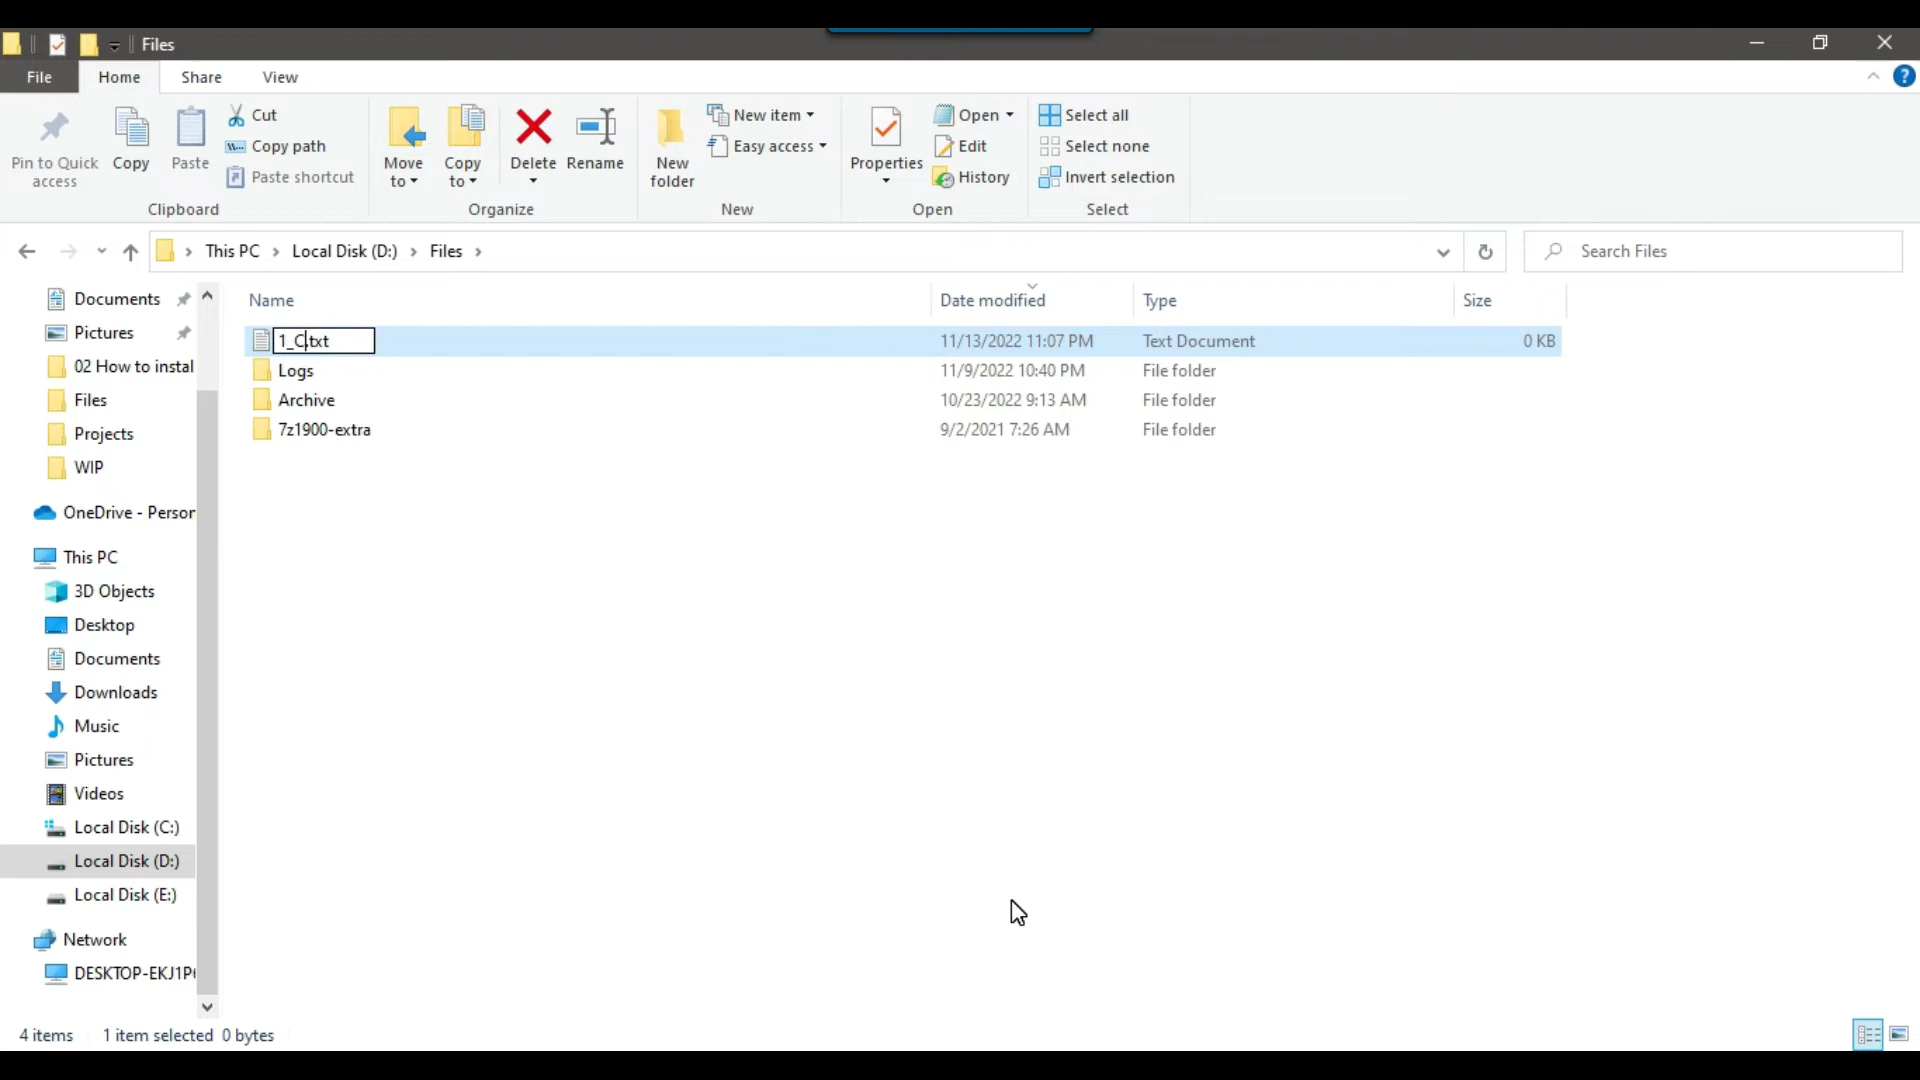 Files
File
Home
Share
View
Pin to Quick access
Copy
Paste
Cut
Copy path
Paste shortcut
Clipboard
Move to
Copy to
Delete
Rename
Organize
New folder
New item
Easy access
New
Properties
Open
Edit
History
Open
Select all
Select none
Invert selection
Select
This PC > Local Disk (D:) > Files >
Search Files
Name
Date modified
Type
Size
1_C.txt 11/13/2022 11:07 PM Text Document 0 KB
Logs 11/9/2022 10:40 PM File folder
Archive 10/23/2022 9:13 AM File folder
7z1900-extra 9/2/2021 7:26 AM File folder
Documents
Pictures
02 How to instal
Files
Projects
WIP
OneDrive - Person
This PC
3D Objects
Desktop
Documents
Downloads
Music
Pictures
Videos
Local Disk (C:)
Local Disk (D:)
Local Disk (E:)
Network
DESKTOP-EKJ1P
4 items 1 item selected 0 bytes